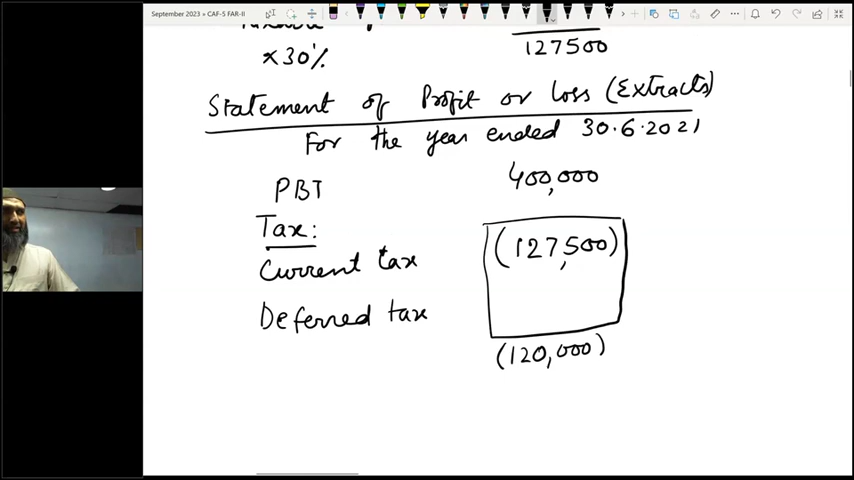 September 2023 » CAF-5 FAR-II
×30%
127500
Statement of Profit or Loss (Extracts)
For the year ended 30.6.2021
PBT 400,000
Tax:
Current tax (127,500)
Deferred tax
(120,000)